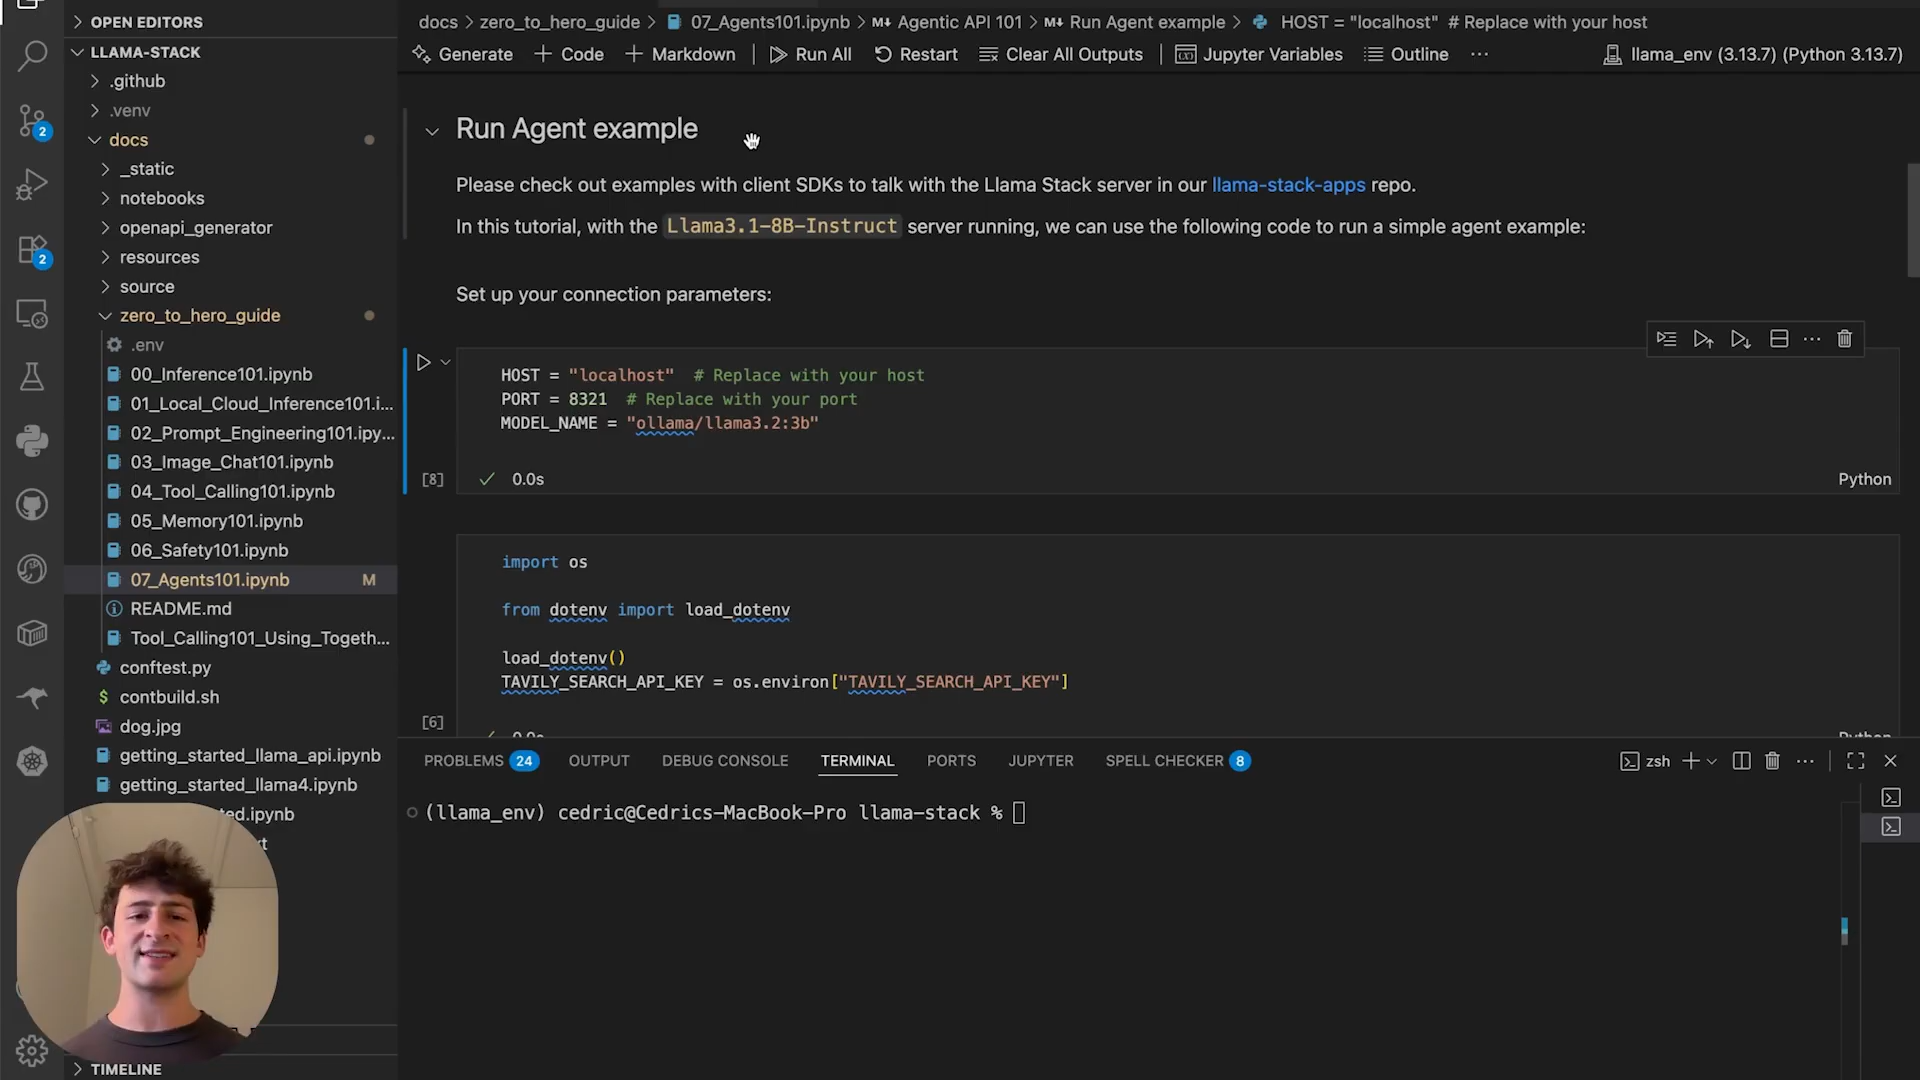 OPEN EDITORS
LLAMA-STACK
.github
.venv
docs
_static
notebooks
openapi_generator
resources
source
zero_to_hero_guide
.env
00_Inference101.ipynb
01_Local_Cloud_Inference101.i...
02_Prompt_Engineering101.ipy...
03_Image_Chat101.ipynb
04_Tool_Calling101.ipynb
05_Memory101.ipynb
06_Safety101.ipynb
07_Agents101.ipynb M
README.md
Tool_Calling101_Using_Togeth...
conftest.py
contbuild.sh
dog.jpg
getting_started_llama_api.ipynb
getting_started_llama4.ipynb
ed.ipynb
TIMELINE
2
2
docs > zero_to_hero_guide > 07_Agents101.ipynb > M↓ Agentic API 101 > M↓ Run Agent example > HOST = "localhost" # Replace with your host
Generate + Code + Markdown | Run All Restart Clear All Outputs | Jupyter Variables Outline ... llama_env (3.13.7) (Python 3.13.7)
Run Agent example
Please check out examples with client SDKs to talk with the Llama Stack server in our llama-stack-apps repo.
In this tutorial, with the Llama3.1-8B-Instruct server running, we can use the following code to run a simple agent example:
Set up your connection parameters:
HOST = "localhost" # Replace with your host
PORT = 8321 # Replace with your port
MODEL_NAME = "ollama/llama3.2:3b"
[8] 0.0s Python
import os
from dotenv import load_dotenv
load_dotenv()
TAVILY_SEARCH_API_KEY = os.environ["TAVILY_SEARCH_API_KEY"]
[6] 0.0s Python
PROBLEMS 24 OUTPUT DEBUG CONSOLE TERMINAL PORTS JUPYTER SPELL CHECKER 8 zsh
(llama_env) cedric@Cedrics-MacBook-Pro llama-stack %